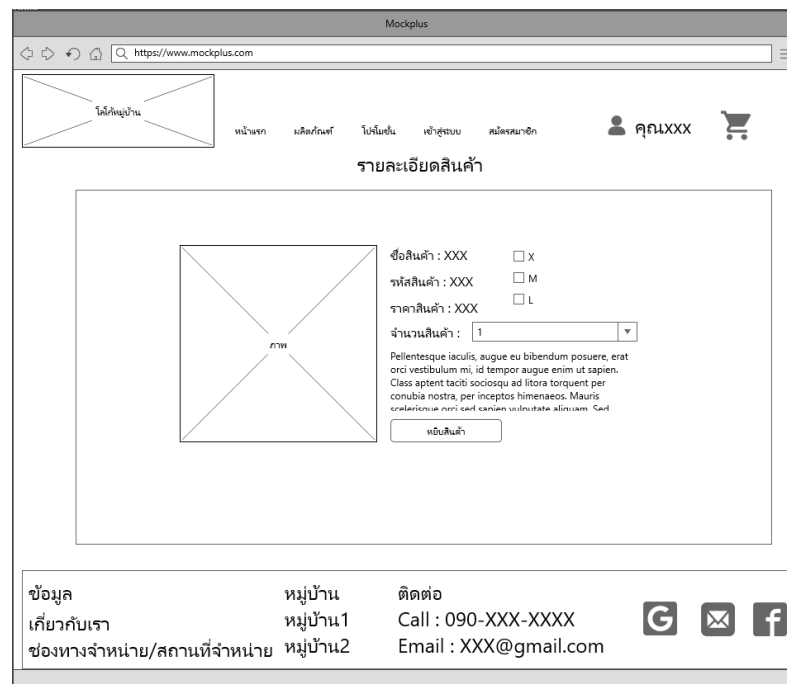 Mockplus
https://www.mockplus.com
โลโก้หมู่บ้าน
หน้าแรก ผลิตภัณฑ์ โปรโมชั่น เข้าสู่ระบบ สมัครสมาชิก คุณxxx
รายละเอียดสินค้า
ภาพ
ชื่อสินค้า : XXX
รหัสสินค้า : XXX
ราคาสินค้า : XXX
X
M
L
จำนวนสินค้า : 1
Pellentesque iaculis, augue eu bibendum posuere, erat
orci vestibulum mi, id tempor augue enim ut sapien.
Class aptent taciti sociosqu ad litora torquent per
conubia nostra, per inceptos himenaeos. Mauris
scelerisque orci sed sapien vulputate aliquam. Sed
หยิบสินค้า
ข้อมูล
เกี่ยวกับเรา
ช่องทางจำหน่าย/สถานที่จำหน่าย
หมู่บ้าน
หมู่บ้าน1
หมู่บ้าน2
ติดต่อ
Call : 090-XXX-XXXX
Email : XXX@gmail.com
G
f